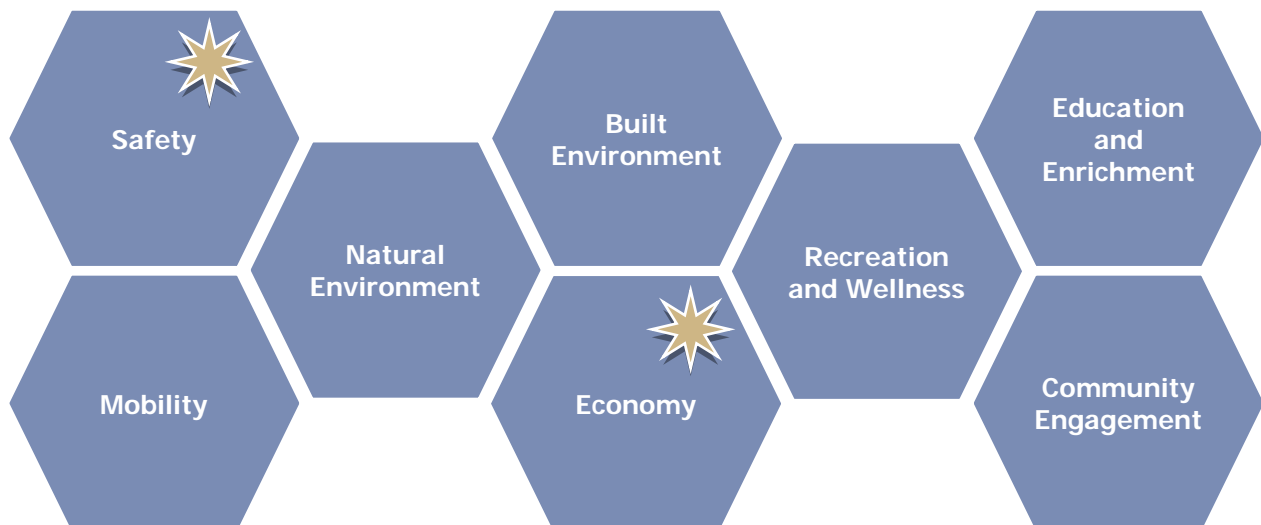 Safety
Built
Environment
Education
and
Enrichment
Natural
Environment
Recreation
and Wellness
Mobility
Economy
Community
Engagement